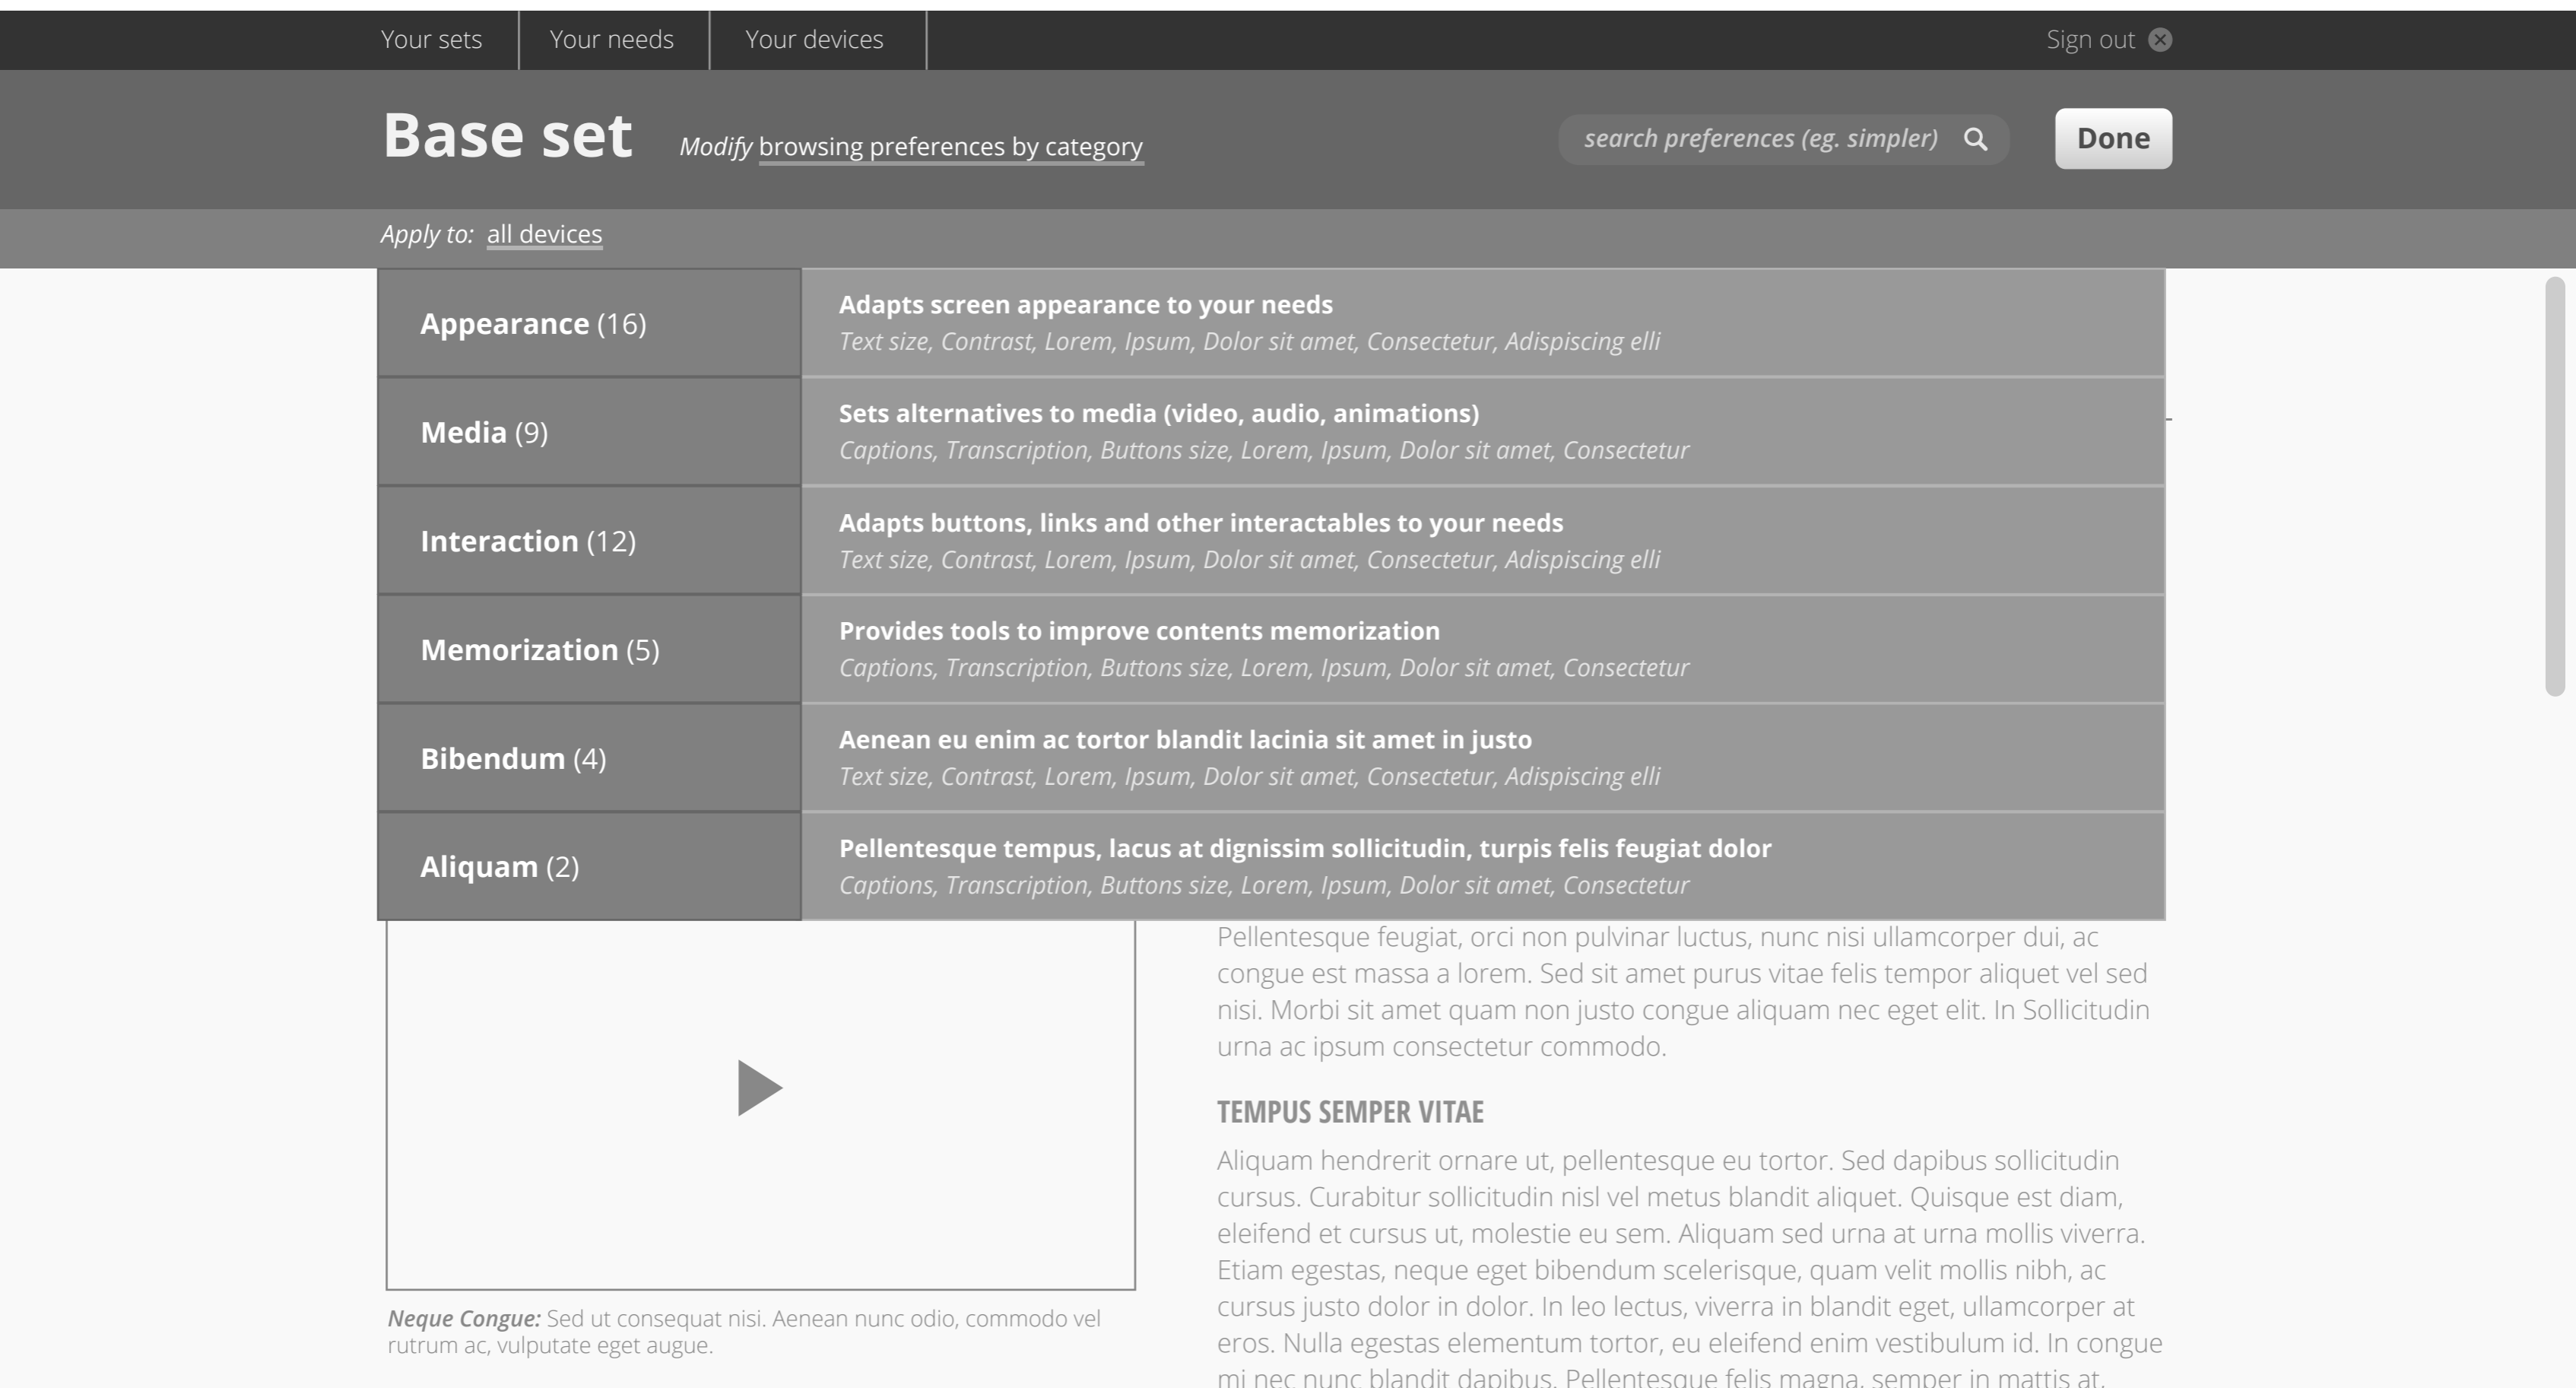 Your sets
Your needs
Your devices
Sign out
Base set
Modify browsing preferences by category
search preferences (eg. simpler)
Done
Apply to: all devices
Appearance (16)
Adapts screen appearance to your needs
Text size, Contrast, Lorem, Ipsum, Dolor sit amet, Consectetur, Adispiscing elli
Media (9)
Sets alternatives to media (video, audio, animations)
Captions, Transcription, Buttons size, Lorem, Ipsum, Dolor sit amet, Consectetur
Interaction (12)
Adapts buttons, links and other interactables to your needs
Text size, Contrast, Lorem, Ipsum, Dolor sit amet, Consectetur, Adispiscing elli
Memorization (5)
Provides tools to improve contents memorization
Captions, Transcription, Buttons size, Lorem, Ipsum, Dolor sit amet, Consectetur
Bibendum (4)
Aenean eu enim ac tortor blandit lacinia sit amet in justo
Text size, Contrast, Lorem, Ipsum, Dolor sit amet, Consectetur, Adispiscing elli
Aliquam (2)
Pellentesque tempus, lacus at dignissim sollicitudin, turpis felis feugiat dolor
Captions, Transcription, Buttons size, Lorem, Ipsum, Dolor sit amet, Consectetur
Neque Congue: Sed ut consequat nisi. Aenean nunc odio, commodo vel
rutrum ac, vulputate eget augue.
Pellentesque feugiat, orci non pulvinar luctus, nunc nisi ullamcorper dui, ac
congue est massa a lorem. Sed sit amet purus vitae felis tempor aliquet vel sed
nisi. Morbi sit amet quam non justo congue aliquam nec eget elit. In Sollicitudin
urna ac ipsum consectetur commodo.
TEMPUS SEMPER VITAE
Aliquam hendrerit ornare ut, pellentesque eu tortor. Sed dapibus sollicitudin
cursus. Curabitur sollicitudin nisl vel metus blandit aliquet. Quisque est diam,
eleifend et cursus ut, molestie eu sem. Aliquam sed urna at urna mollis viverra.
Etiam egestas, neque eget bibendum scelerisque, quam velit mollis nibh, ac
cursus justo dolor in dolor. In leo lectus, viverra in blandit eget, ullamcorper at
eros. Nulla egestas elementum tortor, eu eleifend enim vestibulum id. In congue
mi nec nunc blandit dapibus. Pellentesque felis magna, semper in mattis at,